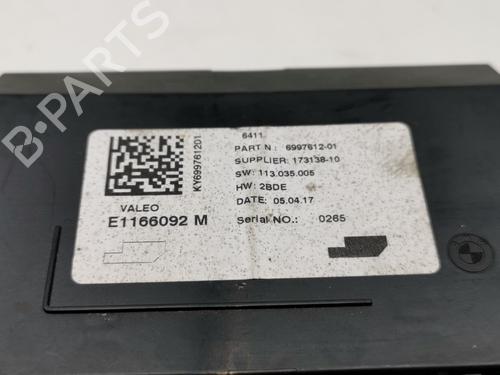 6411
PART N.: 6997612-01
SUPPLIER: 173138-10
SW: 113.035.005
HW: 2BDE
DATE: 05.04.17
Serial NO.: 0265
KY699761201
VALEO
E1166092 M
B-PARTS